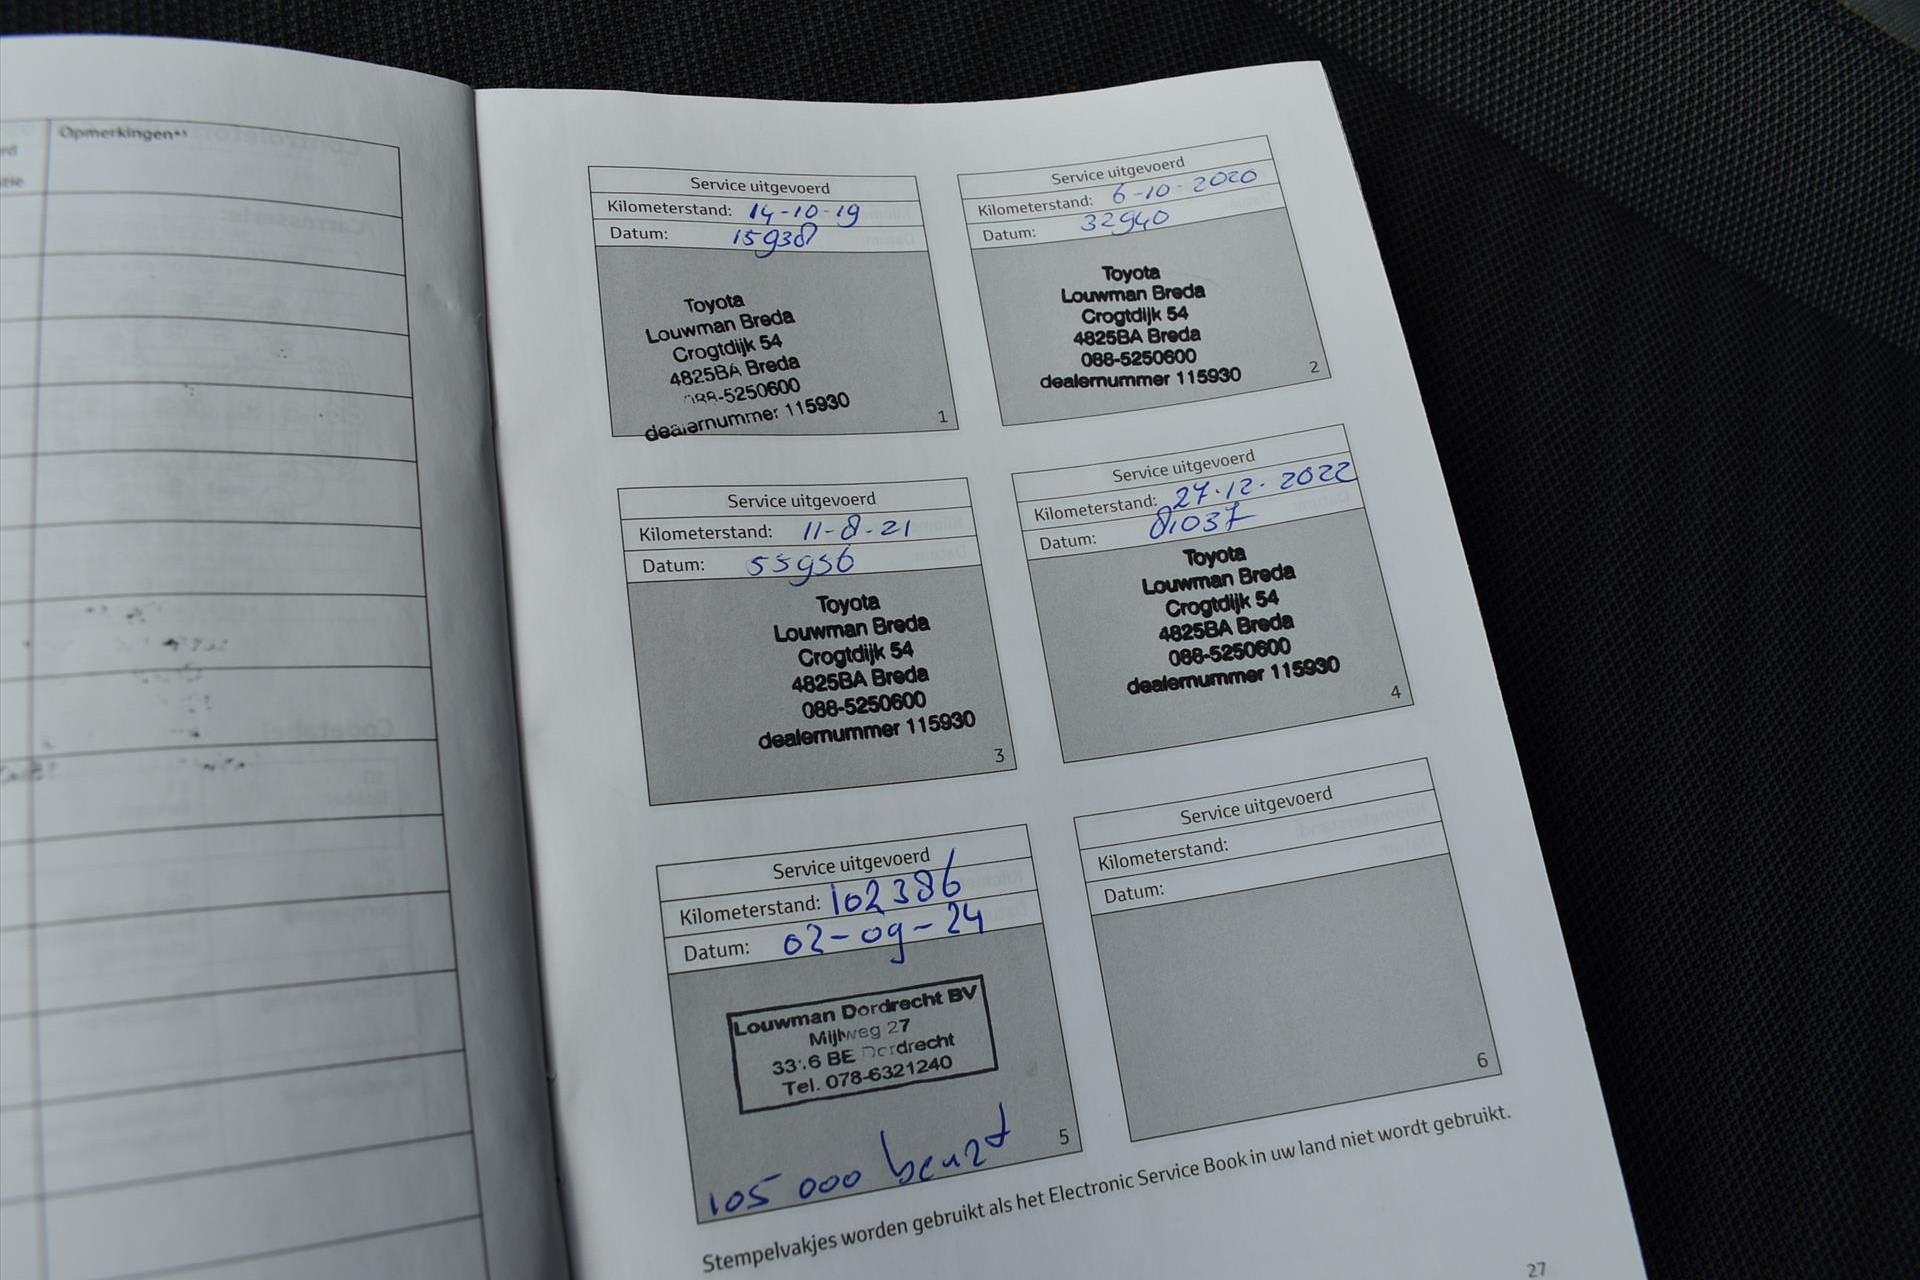 Opmerkingen*³
Service uitgevoerd
Kilometerstand: 14-10-19
Datum: 15938
Toyota
Louwman Breda
Crogtdijk 54
4825BA Breda
088-5250600
dealernummer 115930
1
Service uitgevoerd
Kilometerstand: 6-10-2020
Datum: 32940
Toyota
Louwman Breda
Crogtdijk 54
4825BA Breda
088-5250600
dealernummer 115930
2
Service uitgevoerd
Kilometerstand: 11-8-21
Datum: 55956
Toyota
Louwman Breda
Crogtdijk 54
4825BA Breda
088-5250600
dealernummer 115930
3
Service uitgevoerd
Kilometerstand: 27.12.2022
Datum: 81037
Toyota
Louwman Breda
Crogtdijk 54
4825BA Breda
088-5250600
dealernummer 115930
4
Service uitgevoerd
Kilometerstand: 102386
Datum: 02-09-24
Louwman Dordrecht BV
Mijlweg 27
BE Dordrecht
Tel. 078-6321240
105 000 beurt
5
Service uitgevoerd
Kilometerstand:
Datum:
6
Stempelvakjes worden gebruikt als het Electronic Service Book in uw land niet wordt gebruikt.
27